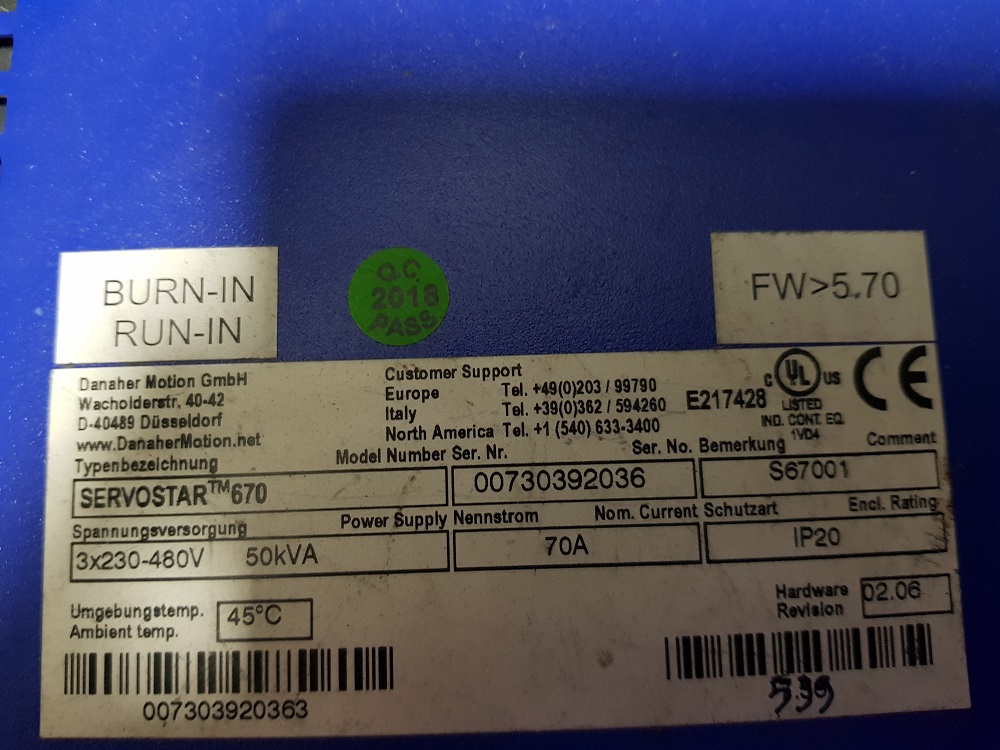 BURN-IN
RUN-IN
Q.C
2018
PASS
FW>5.70
Danaher Motion GmbH
Wacholderstr. 40-42
D-40489 Düsseldorf
www.DanaherMotion.net
Customer Support
Europe Tel. +49(0)203 / 99790
Italy Tel. +39(0)362 / 594260
North America Tel. +1 (540) 633-3400
E217428
C UL US
LISTED
IND. CONT. EQ.
1VD4
CE
Typenbezeichnung Model Number Ser. Nr. Ser. No. Bemerkung Comment
SERVOSTAR™670 00730392036 S67001
Spannungsversorgung Power Supply Nennstrom Nom. Current Schutzart Encl. Rating
3x230-480V 50kVA 70A IP20
Umgebungstemp.
Ambient temp. 45°C
Hardware
Revision 02.06
007303920363
539